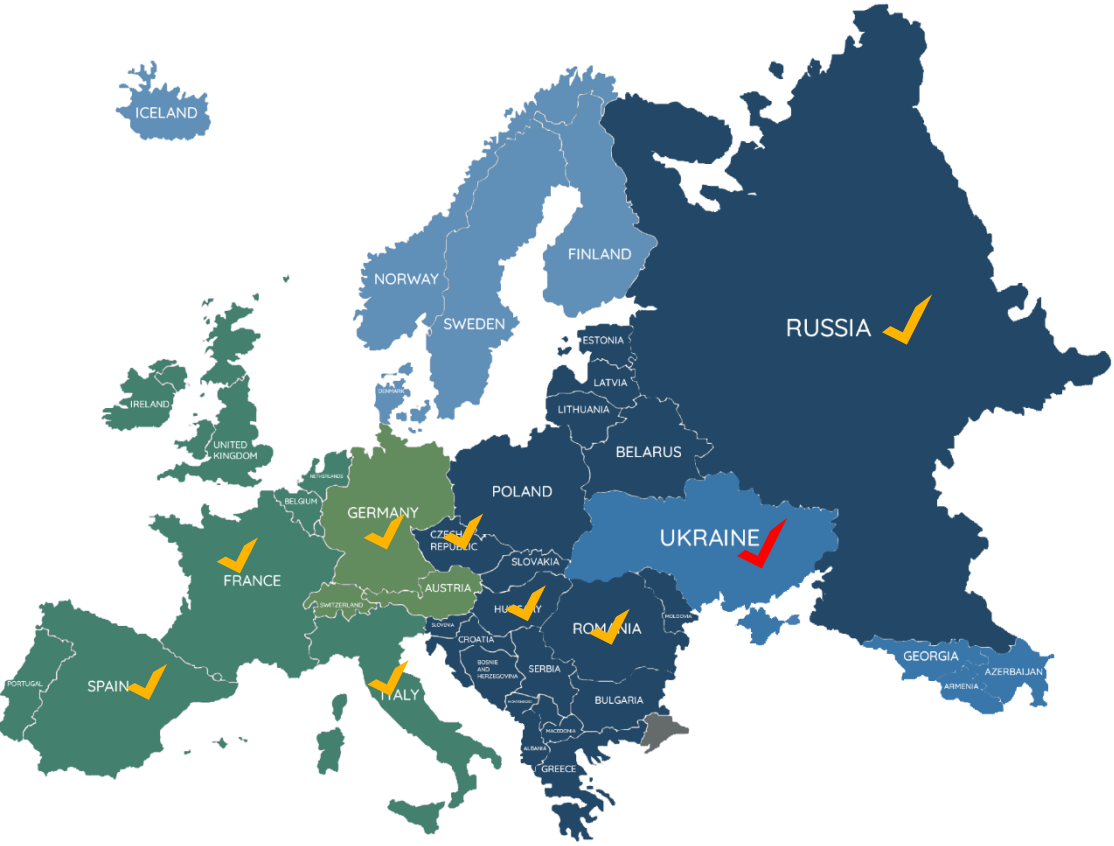 ICELAND
FINLAND
NORWAY
SWEDEN
RUSSIA
ESTONIA
LATVIA
DENMARK
IRELAND
LITHUANIA
UNITED
KINGDOM
BELARUS
NETHERLANDS
POLAND
BELGIUM
GERMANY
CZECH
REPUBLIC
UKRAINE
SLOVAKIA
FRANCE
AUSTRIA
SWITZERLAND
HUNGARY
MOLDOVIA
SLOVENIA
ROMANIA
CROATIA
GEORGIA
BOSNIE
AND
HERZEGOVINA
SERBIA
AZERBAIJAN
PORTUGAL
SPAIN
ARMENIA
ITALY
BULGARIA
MONTENEGRO
MACEDONIA
ALBANIA
GREECE